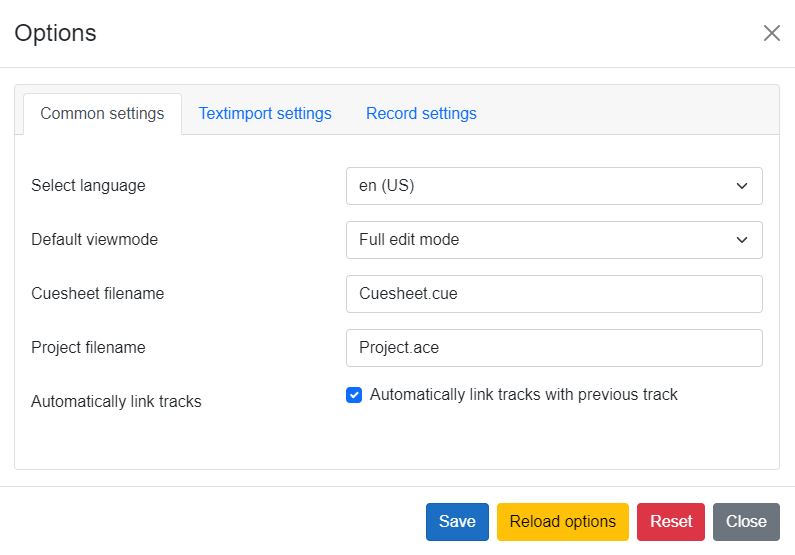 Options
Common settings Textimport settings Record settings
Select language en (US)
Default viewmode Full edit mode
Cuesheet filename Cuesheet.cue
Project filename Project.ace
Automatically link tracks Automatically link tracks with previous track
Save Reload options Reset Close